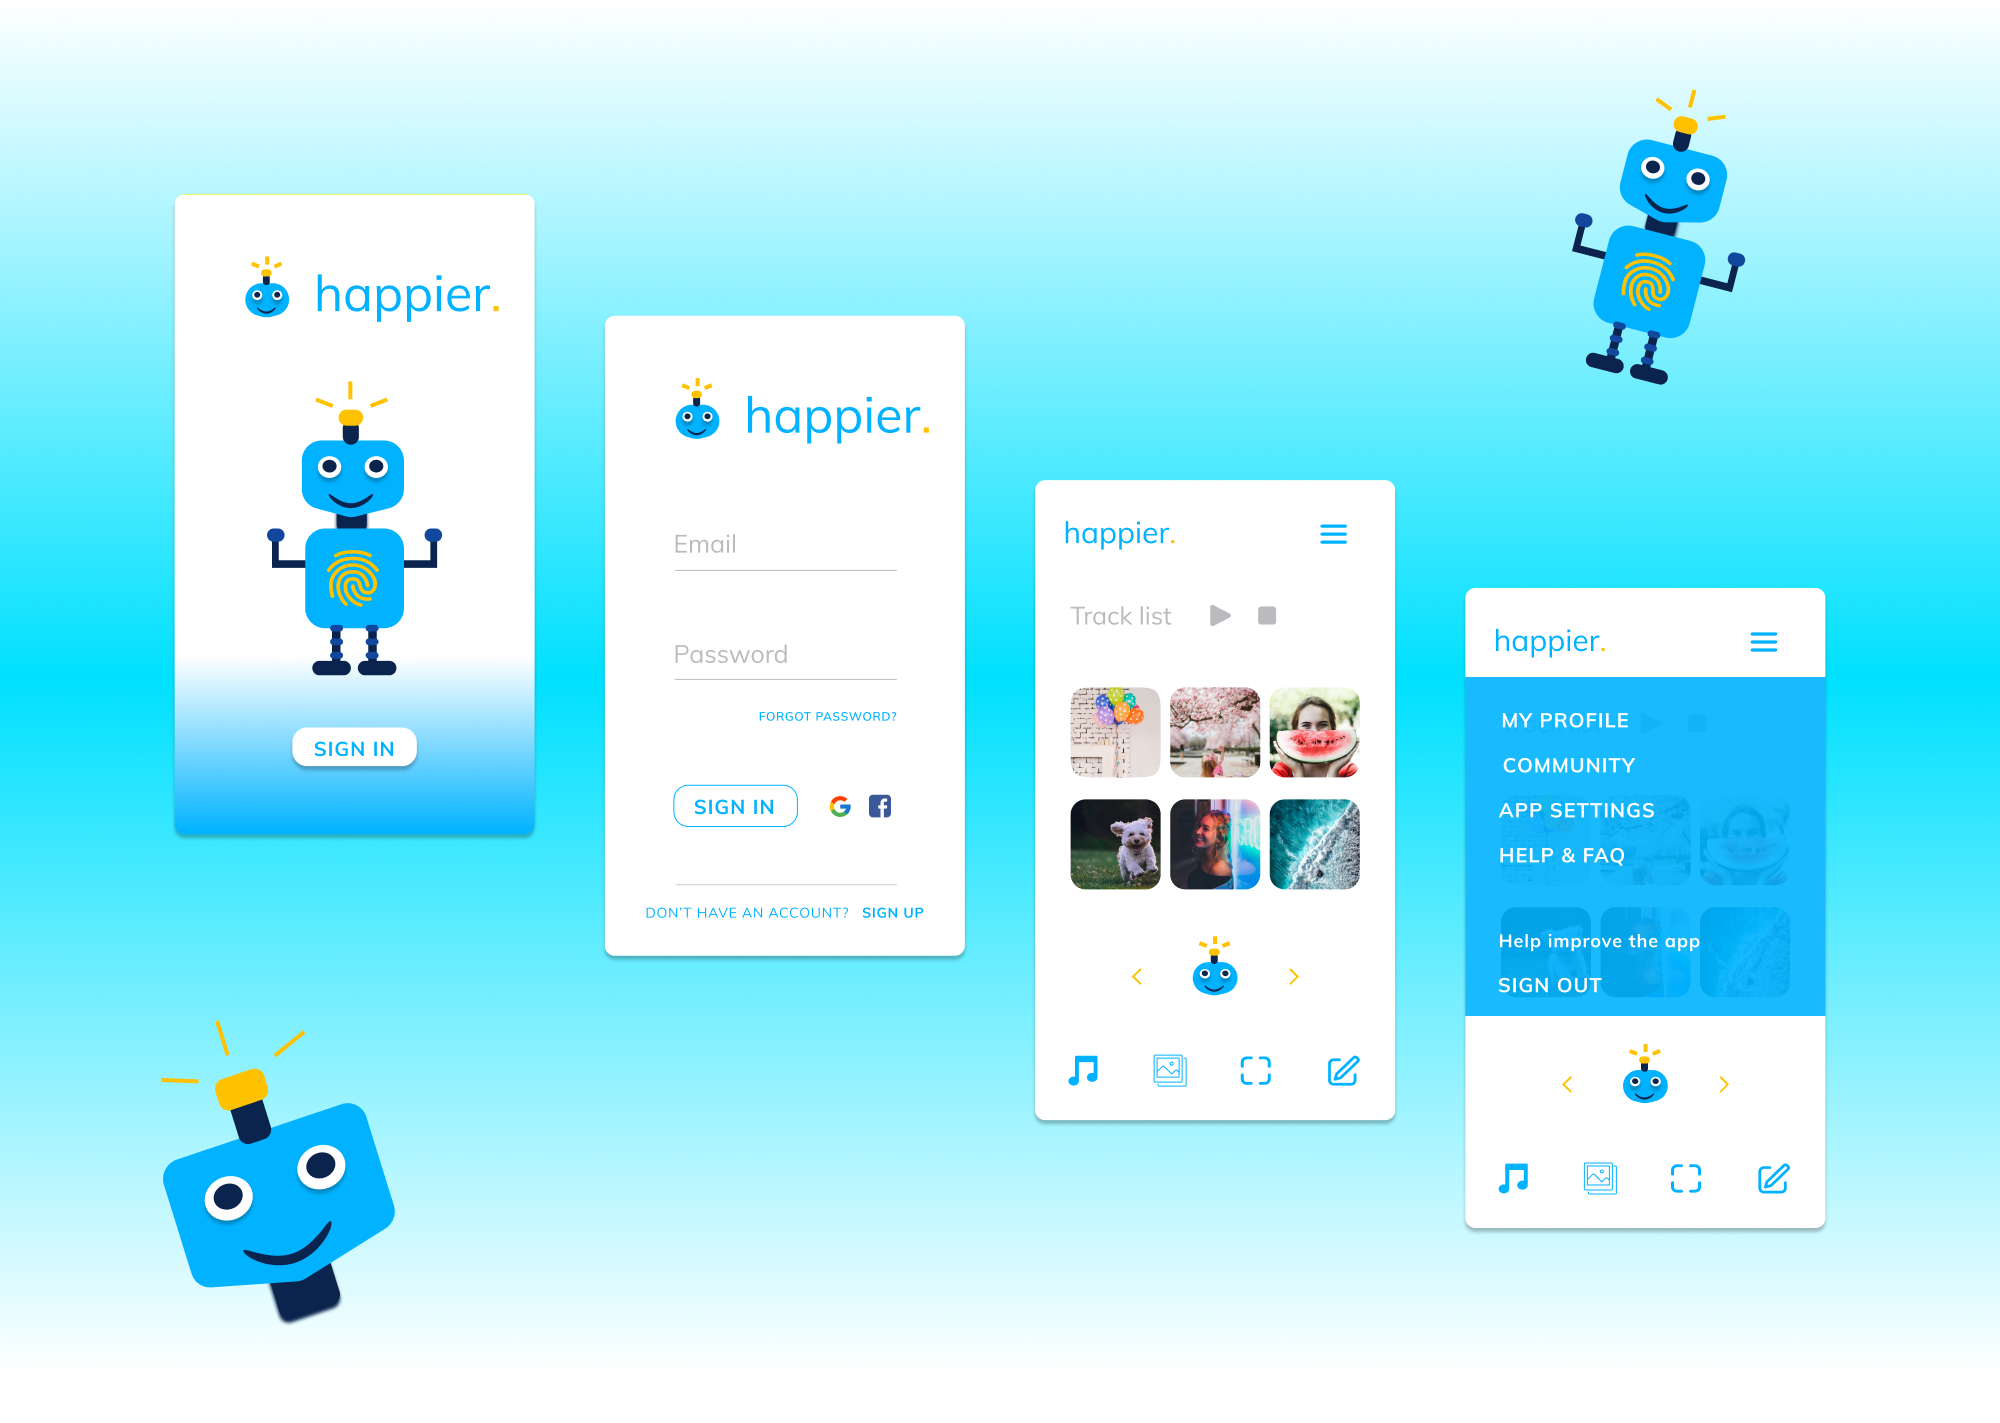 happier.
SIGN IN
happier.
Email
Password
FORGOT PASSWORD?
SIGN IN
DON'T HAVE AN ACCOUNT? SIGN UP
happier.
Track list
happier.
MY PROFILE
COMMUNITY
APP SETTINGS
HELP & FAQ
Help improve the app
SIGN OUT